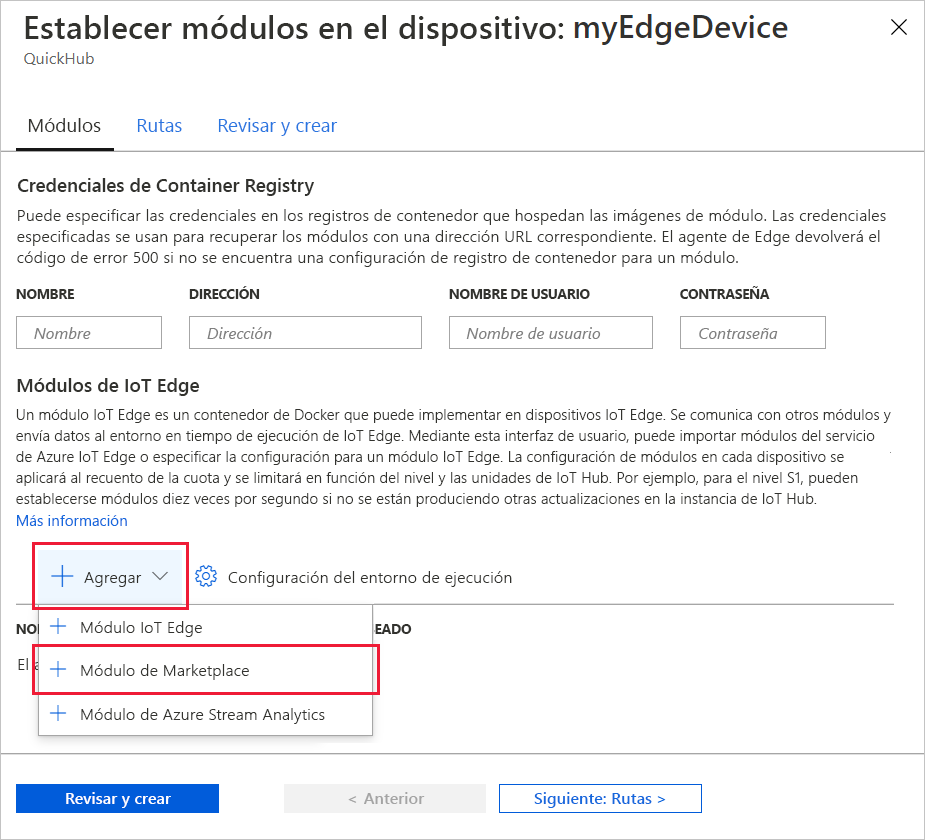 Establecer módulos en el dispositivo: myEdgeDevice
QuickHub
Módulos Rutas Revisar y crear
Credenciales de Container Registry
Puede especificar las credenciales en los registros de contenedor que hospedan las imágenes de módulo. Las credenciales
especificadas se usan para recuperar los módulos con una dirección URL correspondiente. El agente de Edge devolverá el
código de error 500 si no se encuentra una configuración de registro de contenedor para un módulo.
NOMBRE DIRECCIÓN NOMBRE DE USUARIO CONTRASEÑA
Nombre Dirección Nombre de usuario Contraseña
Módulos de IoT Edge
Un módulo IoT Edge es un contenedor de Docker que puede implementar en dispositivos IoT Edge. Se comunica con otros módulos y
envía datos al entorno en tiempo de ejecución de IoT Edge. Mediante esta interfaz de usuario, puede importar módulos del servicio
de Azure IoT Edge o especificar la configuración para un módulo IoT Edge. La configuración de módulos en cada dispositivo se
aplicará al recuento de la cuota y se limitará en función del nivel y las unidades de IoT Hub. Por ejemplo, para el nivel S1, pueden
establecerse módulos diez veces por segundo si no se están produciendo otras actualizaciones en la instancia de IoT Hub.
Más información
Agregar Configuración del entorno de ejecución
Módulo IoT Edge
El
Módulo de Marketplace
Módulo de Azure Stream Analytics
Revisar y crear < Anterior Siguiente: Rutas >